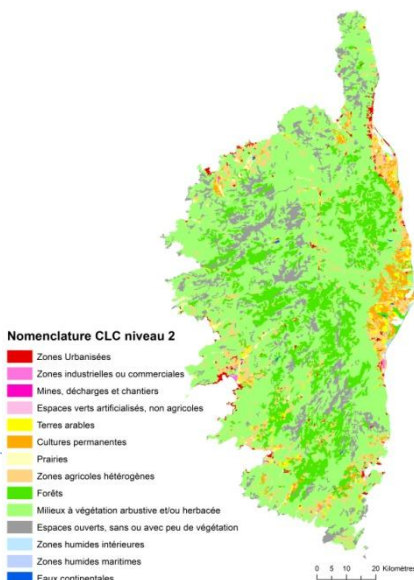 Nomenclature CLC niveau 2
Zones Urbanisées
Zones industrielles ou commerciales
Mines, décharges et chantiers
Espaces verts artificialisés, non agricoles
Terres arables
Cultures permanentes
Prairies
Zones agricoles hétérogènes
Forêts
Milieux à végétation arbustive et/ou herbacée
Espaces ouverts, sans ou avec peu de végétation
Zones humides intérieures
Zones humides maritimes
Eaux continentales
0 5 10 20 Kilomètres